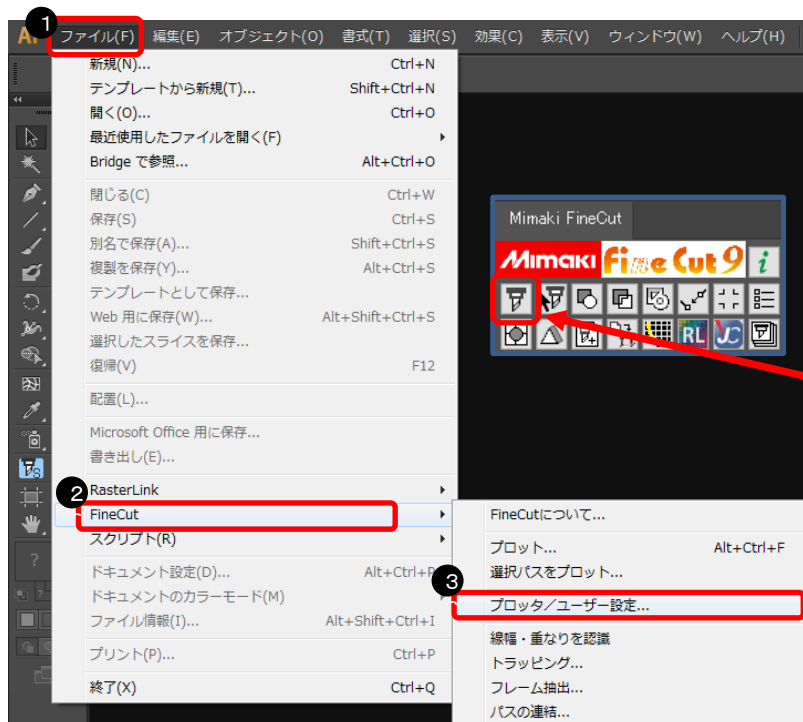 1
Ai ファイル(F) 編集(E) オブジェクト(O) 書式(T) 選択(S) 効果(C) 表示(V) ウィンドウ(W) ヘルプ(H)
新規(N)... Ctrl+N
テンプレートから新規(T)... Shift+Ctrl+N
開く(O)... Ctrl+O
最近使用したファイルを開く(F)
Bridge で参照... Alt+Ctrl+O
閉じる(C) Ctrl+W
保存(S) Ctrl+S
別名で保存(A)... Shift+Ctrl+S
複製を保存(Y)... Alt+Ctrl+S
テンプレートとして保存...
Web 用に保存(W)... Alt+Shift+Ctrl+S
選択したスライスを保存...
復帰(V) F12
配置(L)...
Microsoft Office 用に保存...
書き出し(E)...
RasterLink
2
FineCut
スクリプト(R)
ドキュメント設定(D)... Alt+Ctrl+P
ドキュメントのカラーモード(M)
ファイル情報(I)... Alt+Shift+Ctrl+I
プリント(P)... Ctrl+P
終了(X) Ctrl+Q
Mimaki FineCut
Mimaki Fine Cut 9 i
RL JC
FineCutについて...
プロット... Alt+Ctrl+F
選択パスをプロット...
3
プロッタ／ユーザー設定...
線幅・重なりを認識
トラッピング...
フレーム抽出...
パスの連結...